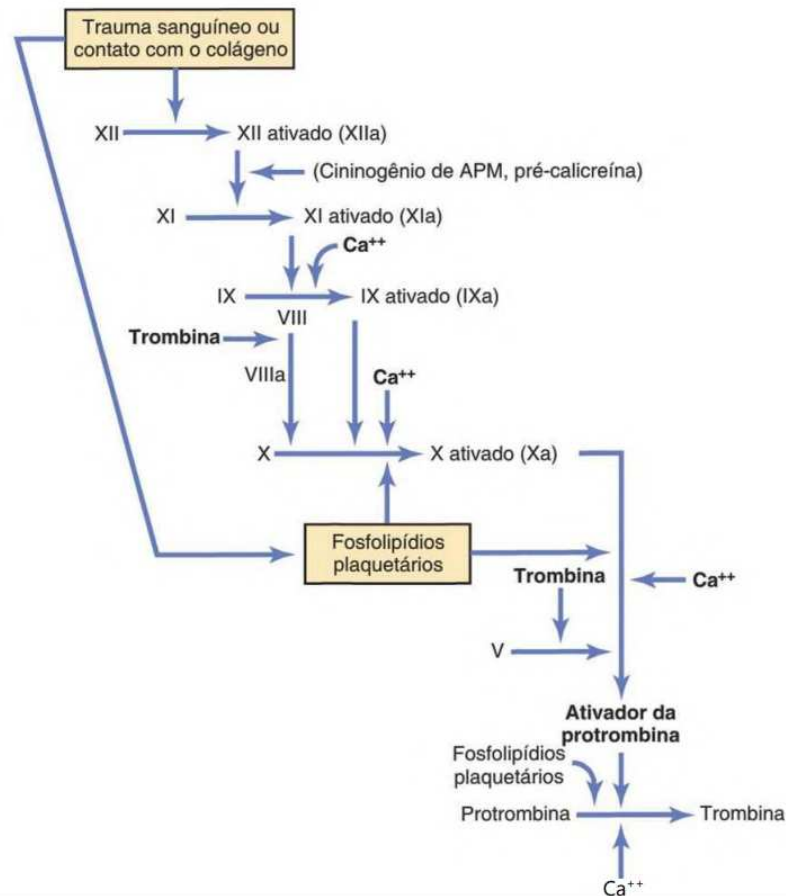 Trauma sanguíneo ou
contato com o colágeno
XII
XII ativado (XIIa)
(Cininogênio de APM, pré-calicreína)
XI
XI ativado (XIa)
Ca++
IX
IX ativado (IXa)
VIII
Trombina
VIIIa
Ca++
X
X ativado (Xa)
Fosfolipídios
plaquetários
Trombina
Ca++
V
Ativador da
protrombina
Fosfolipídios
plaquetários
Protrombina
Trombina
Ca++